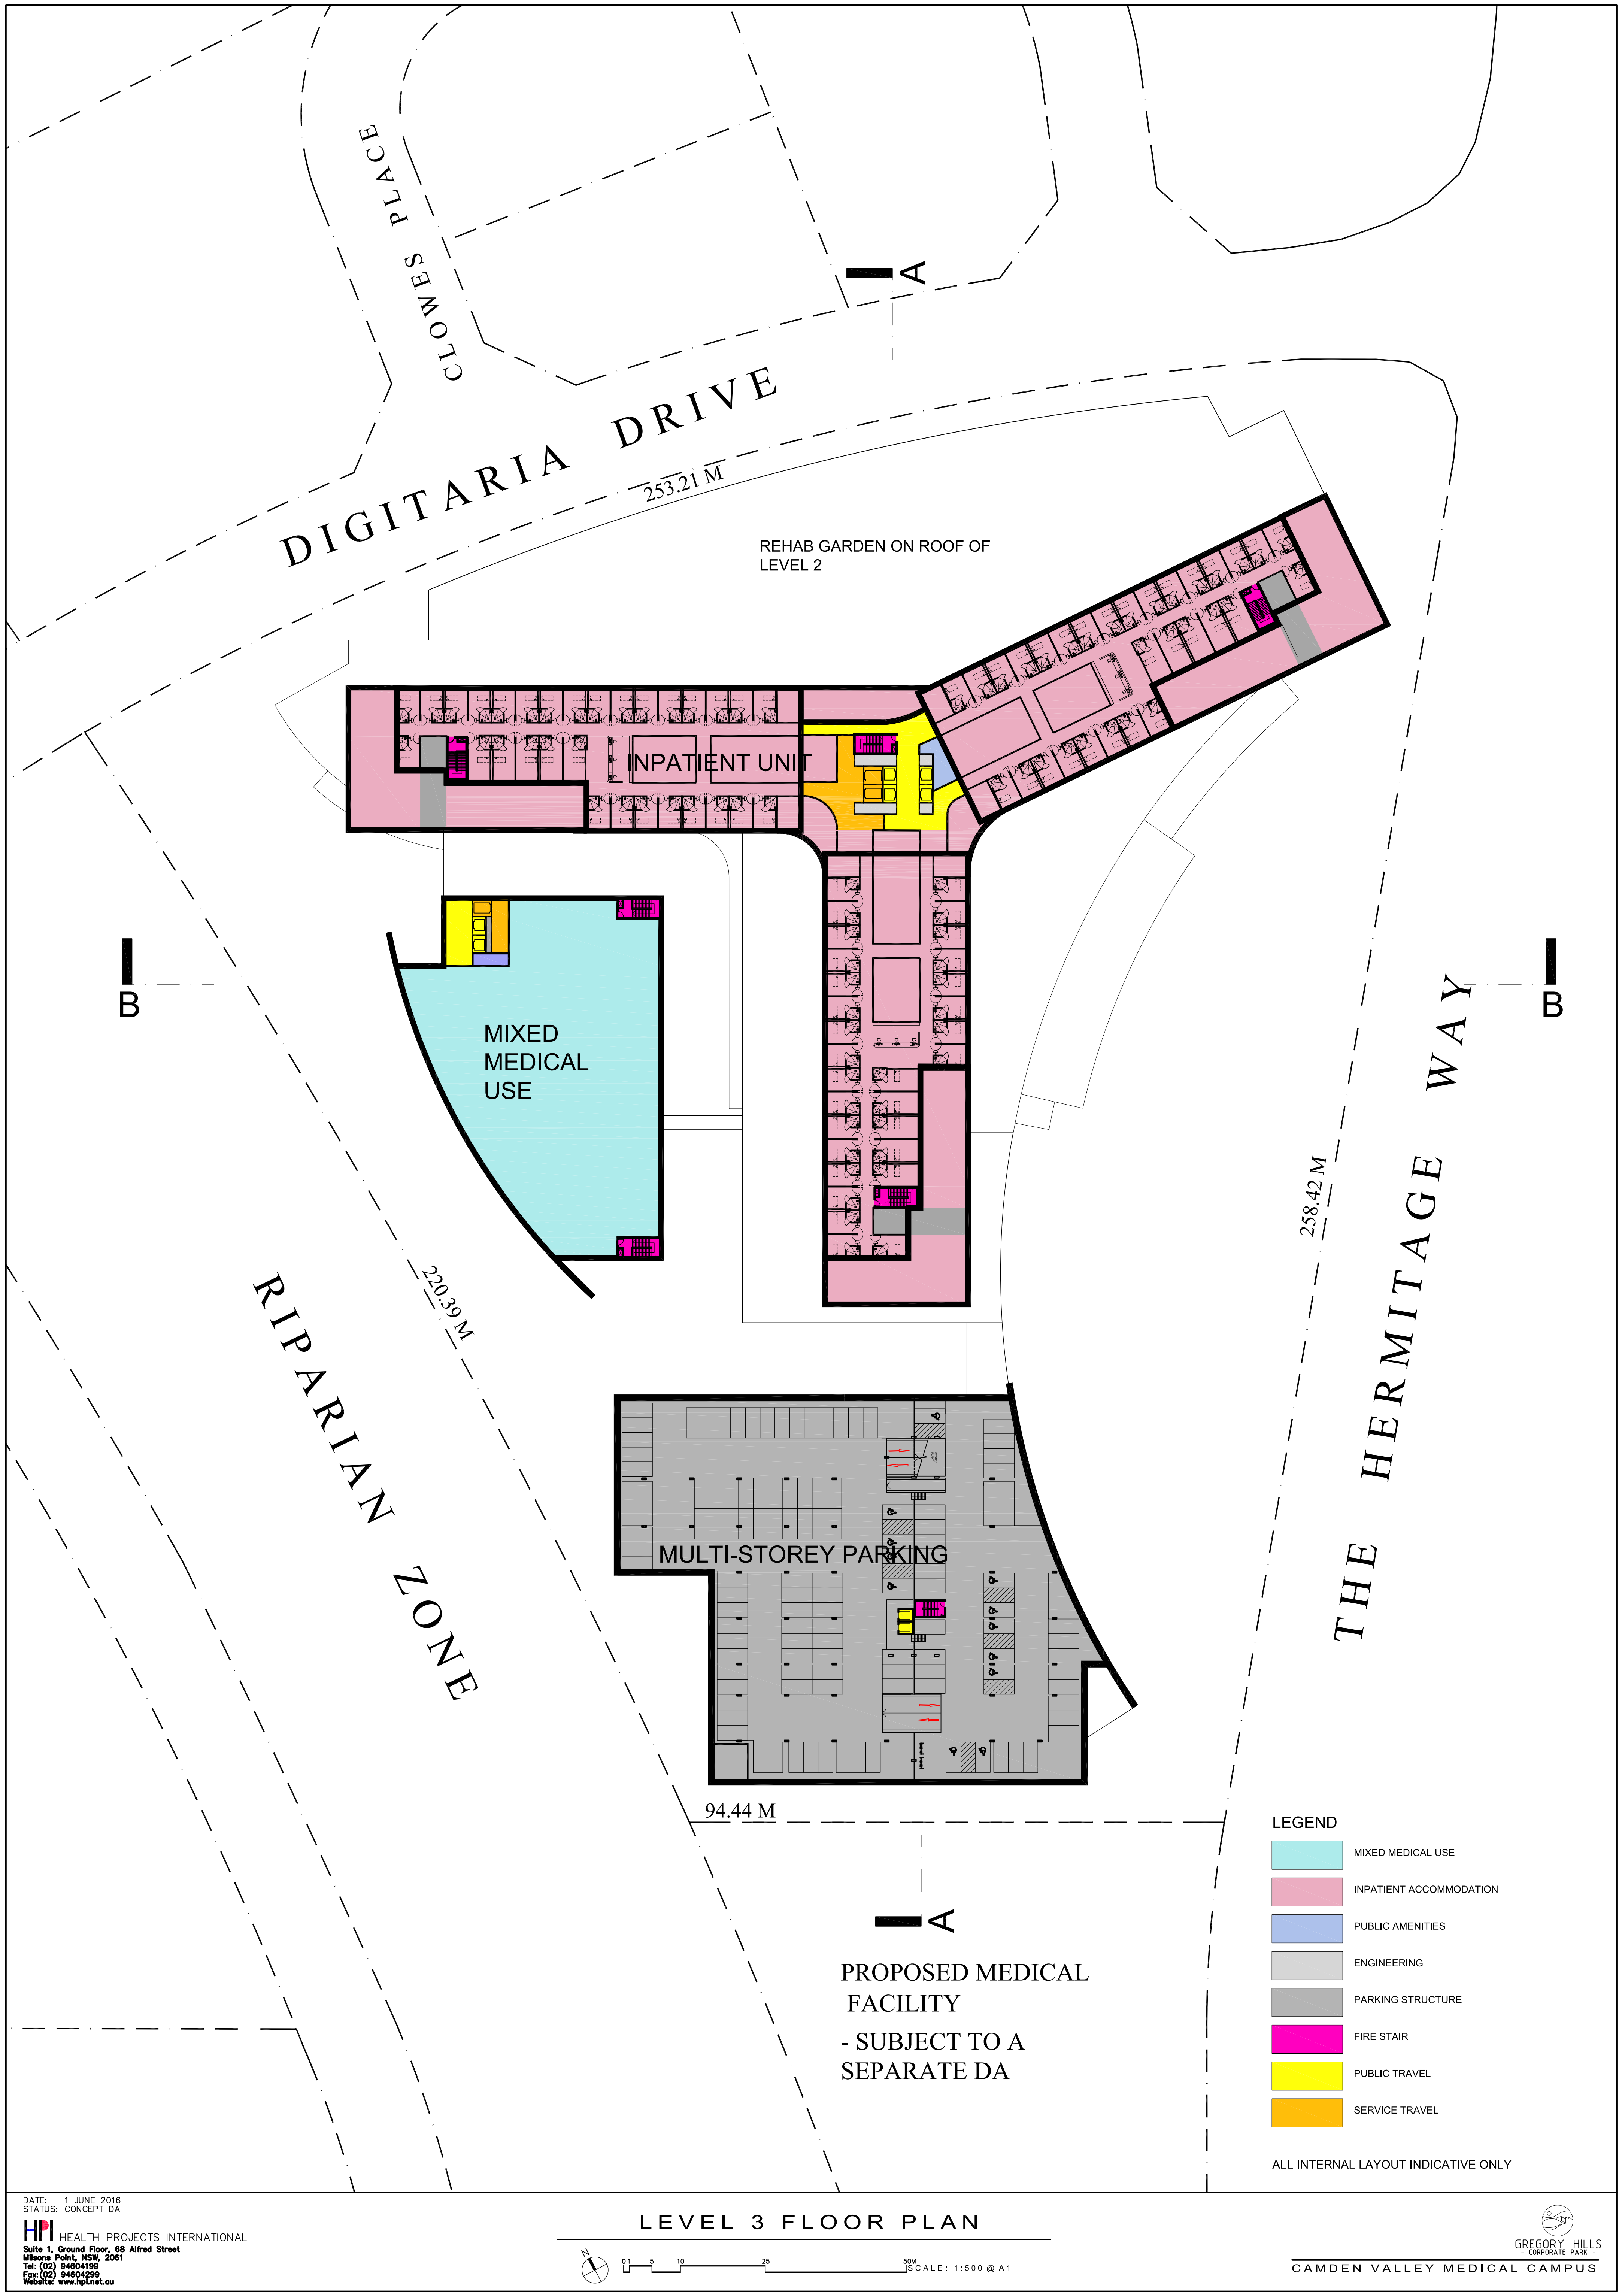 CLOWES PLACE
A
DIGITARIA DRIVE
253.21 M
REHAB GARDEN ON ROOF OF
LEVEL 2
INPATIENT UNIT
B
B
MIXED
MEDICAL
USE
THE HERMITAGE WAY
258.42 M
220.39 M
RIPARIAN ZONE
MULTI-STOREY PARKING
94.44 M
A
PROPOSED MEDICAL
FACILITY
- SUBJECT TO A
SEPARATE DA
LEGEND
MIXED MEDICAL USE
INPATIENT ACCOMMODATION
PUBLIC AMENITIES
ENGINEERING
PARKING STRUCTURE
FIRE STAIR
PUBLIC TRAVEL
SERVICE TRAVEL
ALL INTERNAL LAYOUT INDICATIVE ONLY
DATE: 1 JUNE 2016
STATUS: CONCEPT DA
HPI HEALTH PROJECTS INTERNATIONAL
Suite 1, Ground Floor, 68 Alfred Street
Milsons Point, NSW, 2061
Tel: (02) 94604199
Fax: (02) 94604299
Website: www.hpi.net.au
LEVEL 3 FLOOR PLAN
N
0 1 5 10 25 50M
SCALE: 1:500 @ A1
GREGORY HILLS
- CORPORATE PARK -
CAMDEN VALLEY MEDICAL CAMPUS